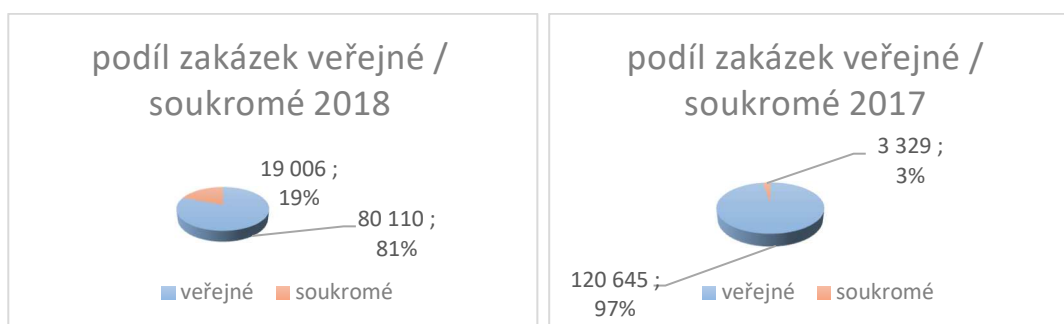 podíl zakázek veřejné /
soukromé 2018
19 006 ;
19%
80 110 ;
81%
veřejné soukromé
podíl zakázek veřejné /
soukromé 2017
3 329 ;
3%
120 645 ;
97%
veřejné soukromé